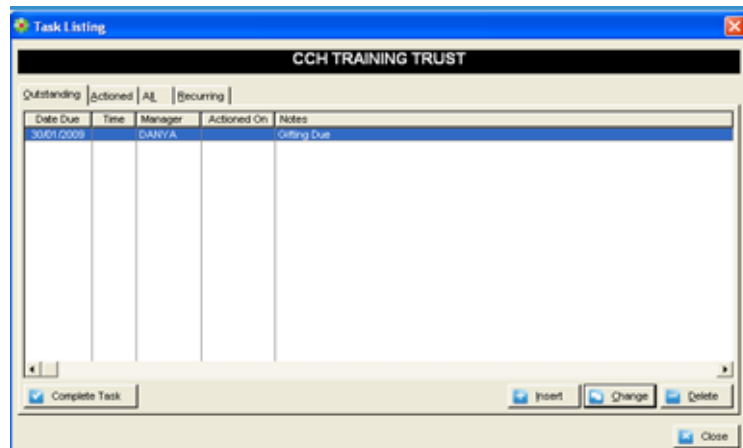 Task Listing
CCH TRAINING TRUST
Outstanding Actioned All Recurring
Date Due Time Manager Actioned On Notes
30/01/2009 DANYA Gifting Due
Complete Task Insert Change Delete
Close